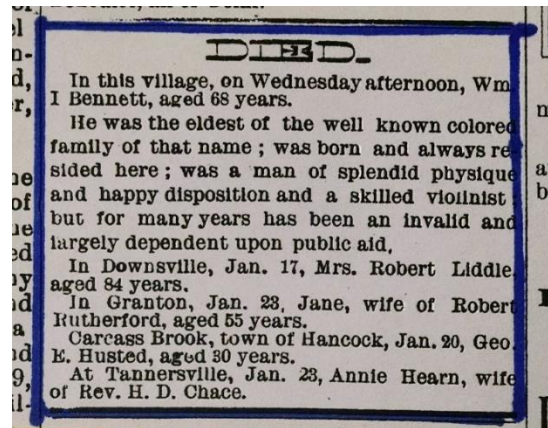 DIED.
In this village, on Wednesday afternoon, Wm
I Bennett, aged 68 years.
He was the eldest of the well known colored
family of that name ; was born and always re-
sided here ; was a man of splendid physique
and happy disposition and a skilled violinist
but for many years has been an invalid and
largely dependent upon public aid.
In Downsville, Jan. 17, Mrs. Robert Liddle,
aged 84 years.
In Granton, Jan. 23, Jane, wife of Robert
Rutherford, aged 55 years.
Carcass Brook, town of Hancock, Jan. 20, Geo.
E. Husted, aged 30 years.
At Tannersville, Jan. 23, Annie Hearn, wife
of Rev. H. D. Chace.